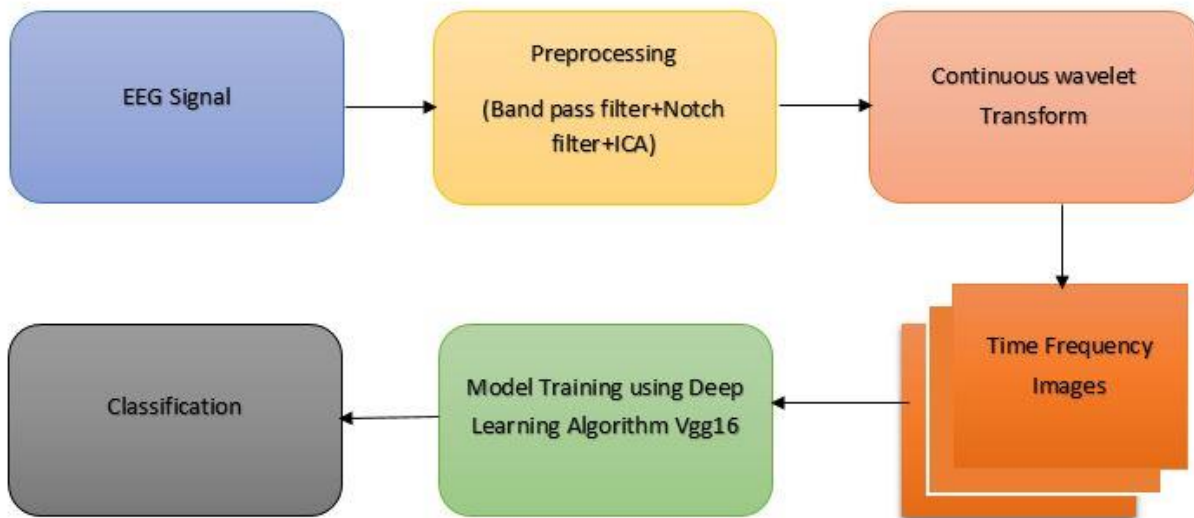 EEG Signal
Preprocessing
(Band pass filter+Notch
filter+ICA)
Continuous wavelet
Transform
Time Frequency
Images
Model Training using Deep
Learning Algorithm Vgg16
Classification